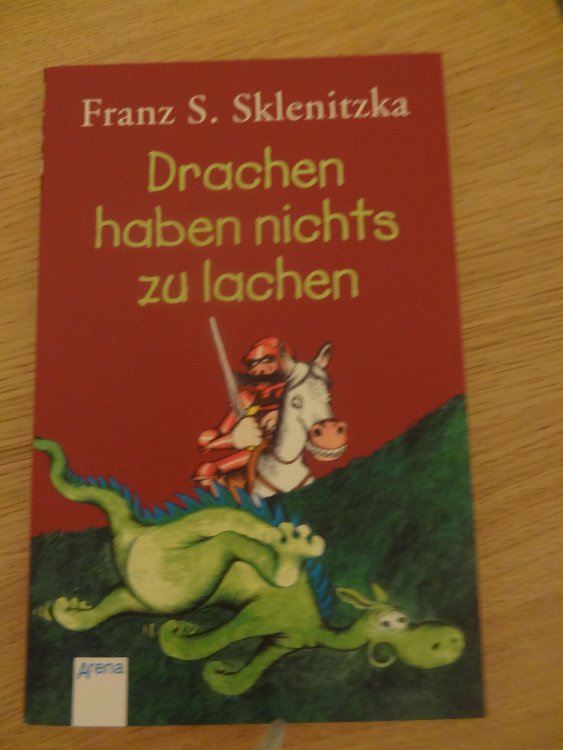 Franz S. Sklenitzka
Drachen
haben nichts
zu lachen
Arena